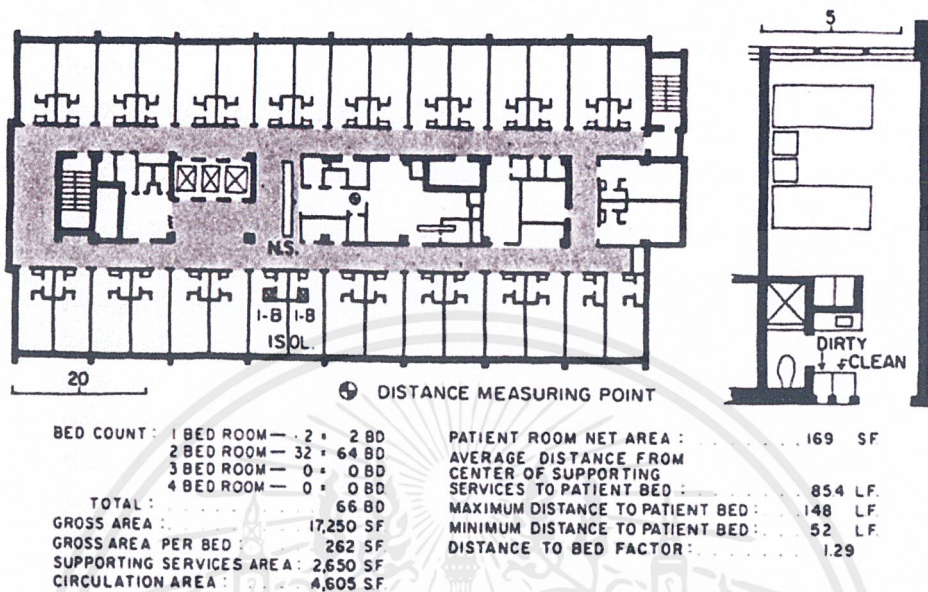 5
N.S.
I-B I-B
ISOL.
DIRTY
CLEAN
20
DISTANCE MEASURING POINT
BED COUNT : 1 BED ROOM — 2 = 2 BD
2 BED ROOM — 32 = 64 BD
3 BED ROOM — 0 = 0 BD
4 BED ROOM — 0 = 0 BD
TOTAL : 66 BD
GROSS AREA : 17,250 SF
GROSS AREA PER BED : 262 SF
SUPPORTING SERVICES AREA : 2,650 SF
CIRCULATION AREA : 4,605 SF
PATIENT ROOM NET AREA : 169 SF
AVERAGE DISTANCE FROM
CENTER OF SUPPORTING
SERVICES TO PATIENT BED : 85.4 LF.
MAXIMUM DISTANCE TO PATIENT BED : 148 LF.
MINIMUM DISTANCE TO PATIENT BED : 52 LF.
DISTANCE TO BED FACTOR : 1.29